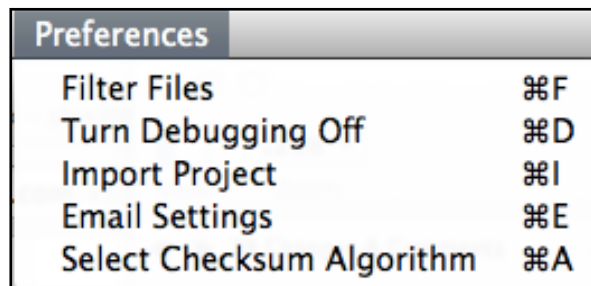 Preferences
Filter Files ⌘F
Turn Debugging Off ⌘D
Import Project ⌘I
Email Settings ⌘E
Select Checksum Algorithm ⌘A